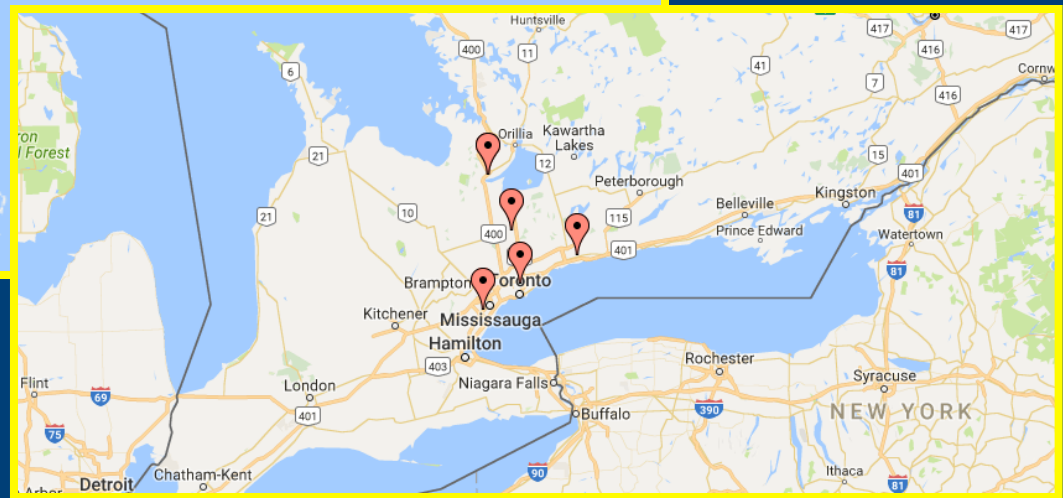 Huntsville
417
417
400
11
416
41
6
7
Cornw
416
ron
l Forest
Orillia
Kawartha
Lakes
21
12
15
401
Peterborough
Kingston
21
10
115
Belleville
81
400
Prince Edward
Watertown
401
81
Brampton
Toronto
Kitchener
Mississauga
Hamilton
403
Rochester
Flint
69
London
Niagara Falls
Syracuse
401
Buffalo
390
NEW YORK
75
Chatham-Kent
90
Ithaca
Detroit
81
Arbor